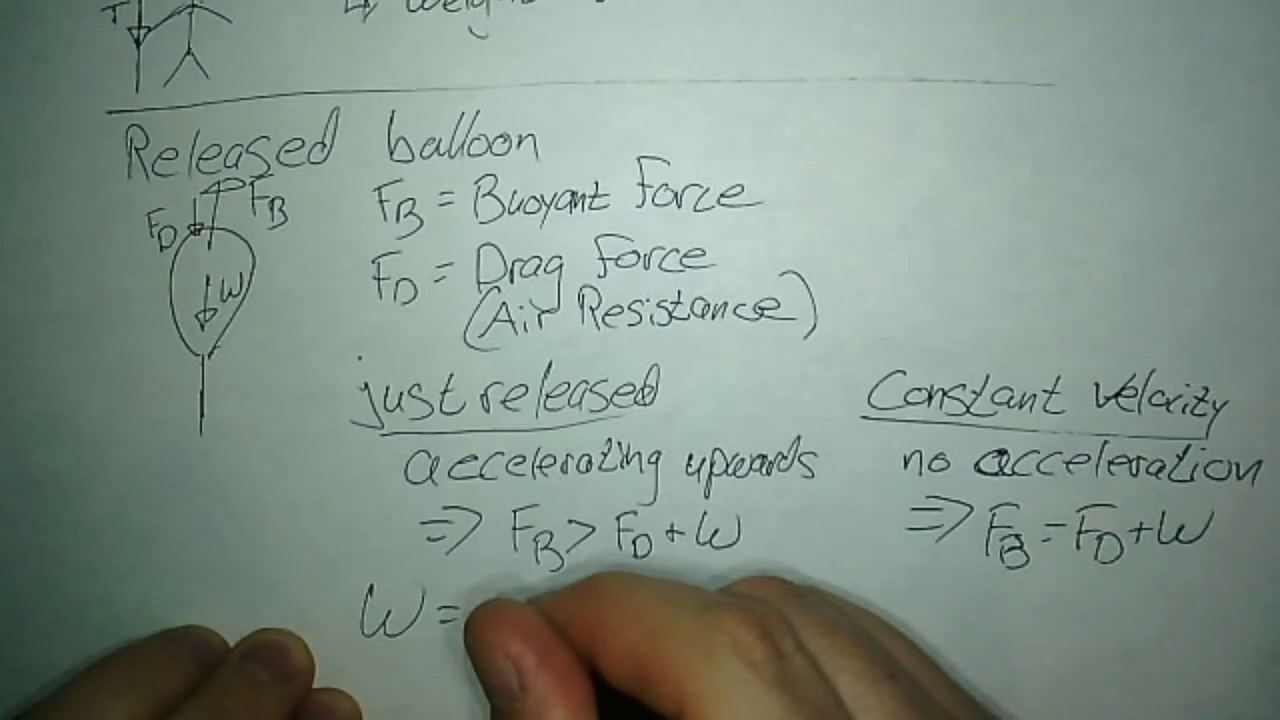 T
Released balloon
F_B
F_D
W
F_B = Buoyant Force
F_D = Drag Force
(Air Resistance)
just released
accelerating upwards
=> F_B > F_D + W
Constant velocity
no acceleration
=> F_B = F_D + W
W =